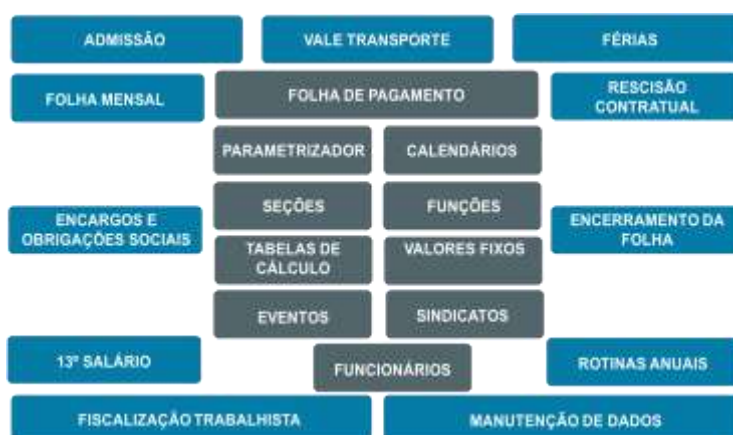 ADMISSÃO
VALE TRANSPORTE
FÉRIAS
FOLHA MENSAL
FOLHA DE PAGAMENTO
RESCISÃO
CONTRATUAL
PARAMETRIZADOR
CALENDÁRIOS
SEÇÕES
FUNÇÕES
ENCARGOS E
OBRIGAÇÕES SOCIAIS
ENCERRAMENTO DA
FOLHA
TABELAS DE
CÁLCULO
VALORES FIXOS
EVENTOS
SINDICATOS
13º SALÁRIO
FUNCIONÁRIOS
ROTINAS ANUAIS
FISCALIZAÇÃO TRABALHISTA
MANUTENÇÃO DE DADOS